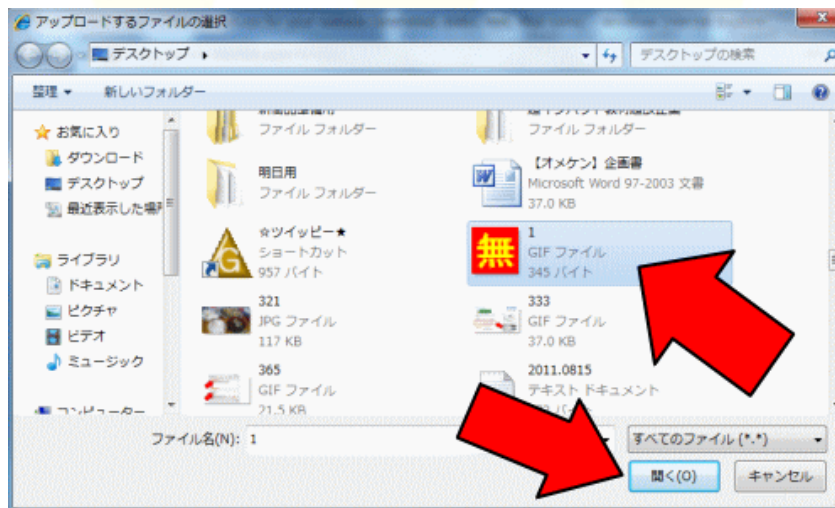 アップロードするファイルの選択
デスクトップ
デスクトップの検索
整理
新しいフォルダー
お気に入り
ダウンロード
デスクトップ
最近表示した場所
ライブラリ
ドキュメント
ピクチャ
ビデオ
ミュージック
ファイル フォルダー
ファイル フォルダー
明日用
ファイル フォルダー
【オメケン】企画書
Microsoft Word 97-2003 文書
37.0 KB
☆ツイッピー★
ショートカット
957 バイト
無
1
GIF ファイル
345 バイト
321
JPG ファイル
117 KB
333
GIF ファイル
37.0 KB
365
GIF ファイル
21.5 KB
2011.0815
テキスト ドキュメント
ファイル名(N): 1
すべてのファイル (*.*)
開く(O)
キャンセル